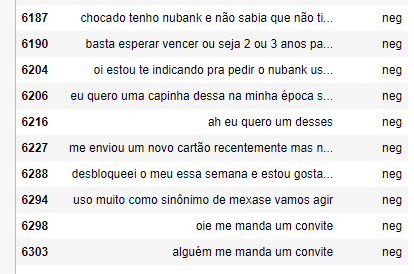 6187 chocado tenho nubank e não sabia que não ti... neg
6190 basta esperar vencer ou seja 2 ou 3 anos pa... neg
6204 oi estou te indicando pra pedir o nubank us... neg
6206 eu quero uma capinha dessa na minha época s... neg
6216 ah eu quero um desses neg
6227 me enviou um novo cartão recentemente mas n... neg
6288 desbloqueei o meu essa semana e estou gosta... neg
6294 uso muito como sinônimo de mexase vamos agir neg
6298 oie me manda um convite neg
6303 alguém me manda um convite neg